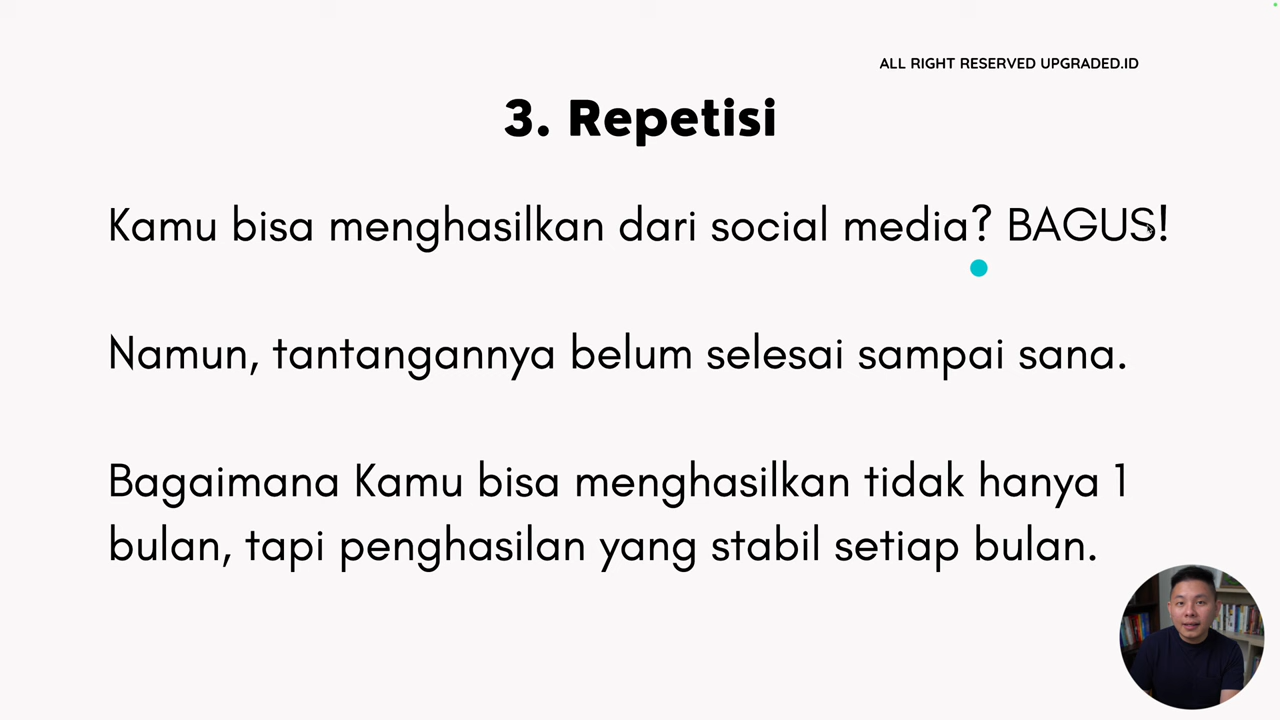 ALL RIGHT RESERVED UPGRADED.ID
3. Repetisi
Kamu bisa menghasilkan dari social media? BAGUS!
Namun, tantangannya belum selesai sampai sana.
Bagaimana Kamu bisa menghasilkan tidak hanya 1
bulan, tapi penghasilan yang stabil setiap bulan.